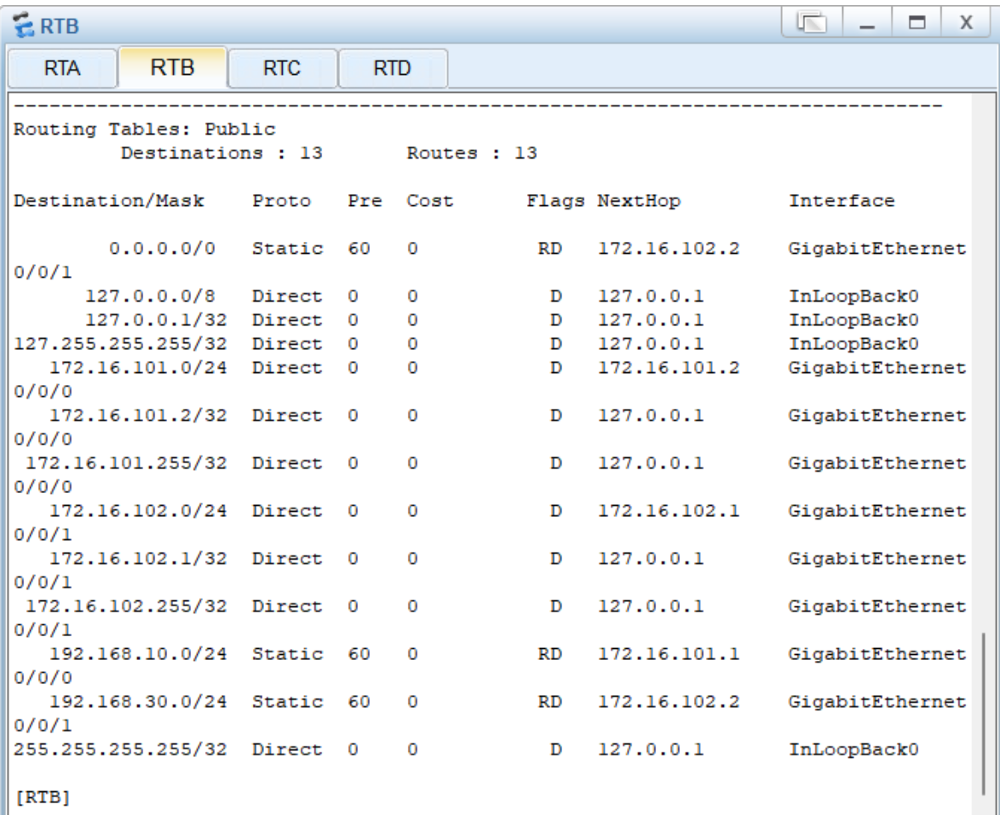 RTB
X
RTA RTB RTC RTD
------------------------------------------------------------------------------
Routing Tables: Public
         Destinations : 13       Routes : 13

Destination/Mask    Proto   Pre  Cost      Flags NextHop         Interface

        0.0.0.0/0   Static  60   0          RD   172.16.102.2    GigabitEthernet
0/0/1
      127.0.0.0/8   Direct  0    0           D   127.0.0.1       InLoopBack0
      127.0.0.1/32  Direct  0    0           D   127.0.0.1       InLoopBack0
127.255.255.255/32  Direct  0    0           D   127.0.0.1       InLoopBack0
   172.16.101.0/24  Direct  0    0           D   172.16.101.2    GigabitEthernet
0/0/0
   172.16.101.2/32  Direct  0    0           D   127.0.0.1       GigabitEthernet
0/0/0
 172.16.101.255/32  Direct  0    0           D   127.0.0.1       GigabitEthernet
0/0/0
   172.16.102.0/24  Direct  0    0           D   172.16.102.1    GigabitEthernet
0/0/1
   172.16.102.1/32  Direct  0    0           D   127.0.0.1       GigabitEthernet
0/0/1
 172.16.102.255/32  Direct  0    0           D   127.0.0.1       GigabitEthernet
0/0/1
   192.168.10.0/24  Static  60   0          RD   172.16.101.1    GigabitEthernet
0/0/0
   192.168.30.0/24  Static  60   0          RD   172.16.102.2    GigabitEthernet
0/0/1
255.255.255.255/32  Direct  0    0           D   127.0.0.1       InLoopBack0

[RTB]